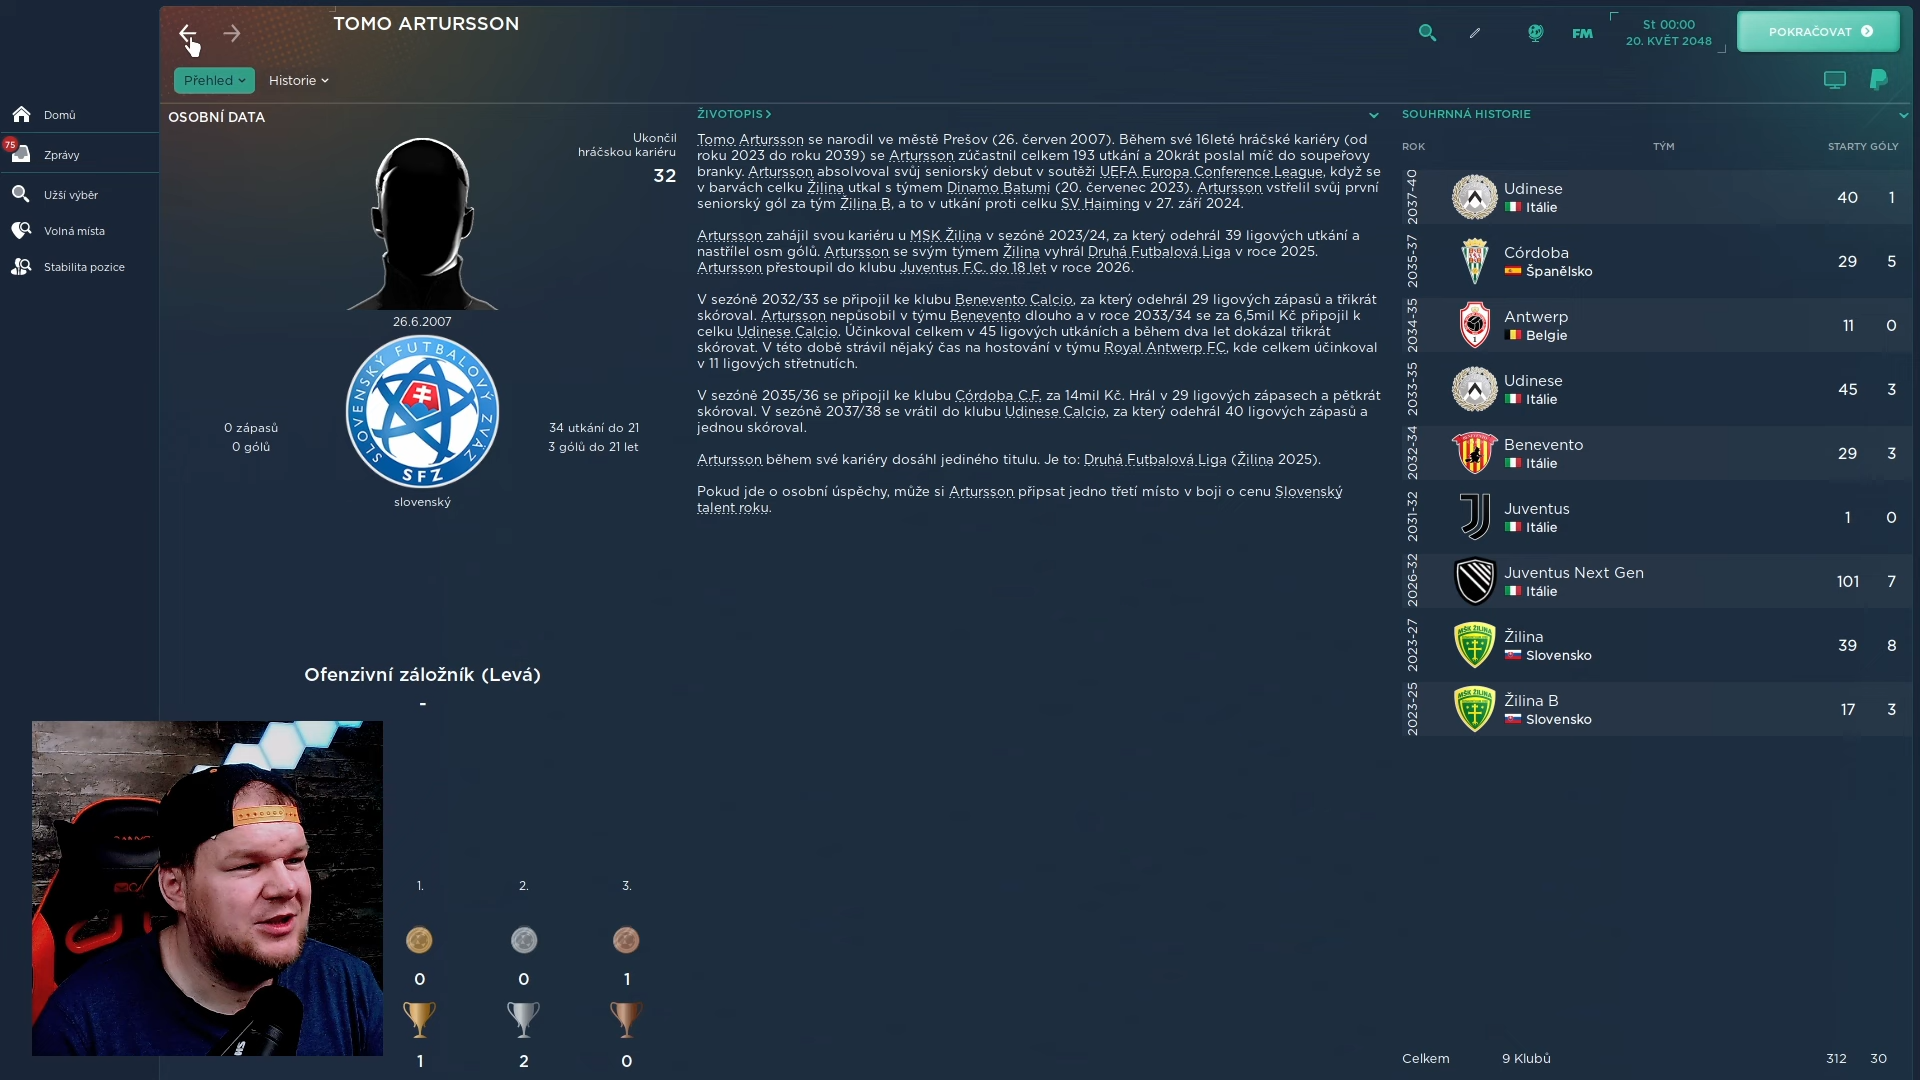 TOMO ARTURSSON
FM
St 00:00
20. KVĚT 2048
POKRAČOVAT
Přehled
Historie
Domů
75
Zprávy
Užší výběr
Volná místa
Stabilita pozice
OSOBNÍ DATA
Ukončil
hráčskou kariéru
32
26.6.2007
SLOVENSKÝ FUTBALOVÝ ZVÄZ
SFZ
0 zápasů
0 gólů
34 utkání do 21
3 gólů do 21 let
slovenský
Ofenzivní záložník (Levá)
-
1.
2.
3.
0
0
1
1
2
0
ŽIVOTOPIS
Tomo Artursson se narodil ve městě Prešov (26. červen 2007). Během své 16leté hráčské kariéry (od
roku 2023 do roku 2039) se Artursson zúčastnil celkem 193 utkání a 20krát poslal míč do soupeřovy
branky. Artursson absolvoval svůj seniorský debut v soutěži UEFA Europa Conference League, když se
v barvách celku Žilina utkal s týmem Dinamo Batumi (20. červenec 2023). Artursson vstřelil svůj první
seniorský gól za tým Žilina B, a to v utkání proti celku SV Haiming v 27. září 2024.
Artursson zahájil svou kariéru u MSK Žilina v sezóně 2023/24, za který odehrál 39 ligových utkání a
nastřílel osm gólů. Artursson se svým týmem Žilina vyhrál Druhá Futbalová Liga v roce 2025.
Artursson přestoupil do klubu Juventus F.C. do 18 let v roce 2026.
V sezóně 2032/33 se připojil ke klubu Benevento Calcio, za který odehrál 29 ligových zápasů a třikrát
skóroval. Artursson nepůsobil v týmu Benevento dlouho a v roce 2033/34 se za 6,5mil Kč připojil k
celku Udinese Calcio. Účinkoval celkem v 45 ligových utkáních a během dva let dokázal třikrát
skórovat. V této době strávil nějaký čas na hostování v týmu Royal Antwerp FC, kde celkem účinkoval
v 11 ligových střetnutích.
V sezóně 2035/36 se připojil ke klubu Córdoba C.F. za 14mil Kč. Hrál v 29 ligových zápasech a pětkrát
skóroval. V sezóně 2037/38 se vrátil do klubu Udinese Calcio, za který odehrál 40 ligových zápasů a
jednou skóroval.
Artursson během své kariéry dosáhl jediného titulu. Je to: Druhá Futbalová Liga (Žilina 2025).
Pokud jde o osobní úspěchy, může si Artursson připsat jedno třetí místo v boji o cenu Slovenský
talent roku.
SOUHRNNÁ HISTORIE
ROK TÝM STARTY GÓLY
2037-40 Udinese 40 1
Itálie
2035-37 Córdoba 29 5
Španělsko
2034-35 Antwerp 11 0
Belgie
2033-35 Udinese 45 3
Itálie
2032-34 Benevento 29 3
Itálie
2031-32 Juventus 1 0
Itálie
2026-32 Juventus Next Gen 101 7
Itálie
2023-27 Žilina 39 8
Slovensko
2023-25 Žilina B 17 3
Slovensko
Celkem 9 Klubů 312 30